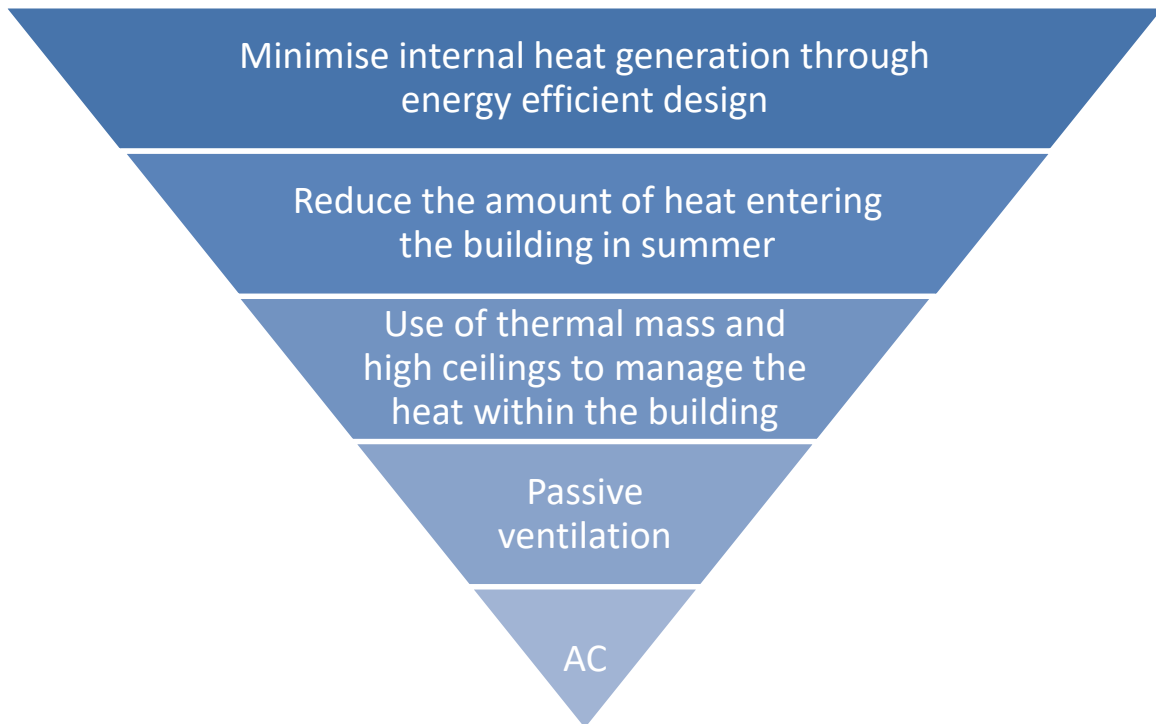 Minimise internal heat generation through
energy efficient design
Reduce the amount of heat entering
the building in summer
Use of thermal mass and
high ceilings to manage the
heat within the building
Passive
ventilation
AC